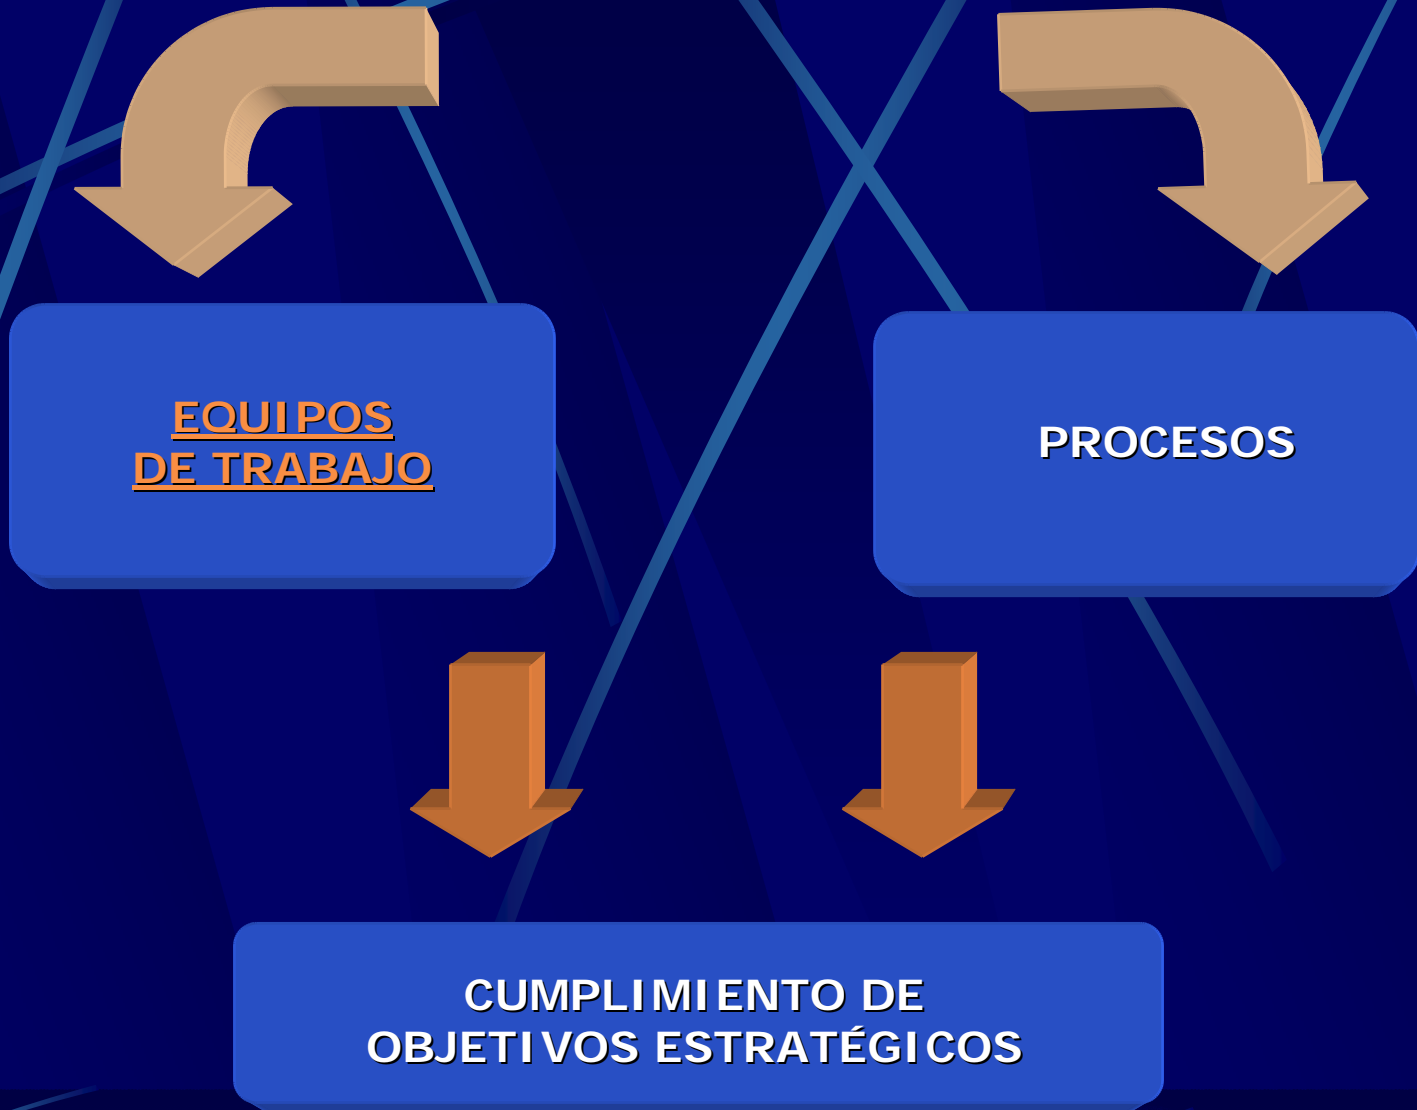 EQUIPOS
DE TRABAJO
PROCESOS
CUMPLIMIENTO DE
OBJETIVOS ESTRATÉGICOS